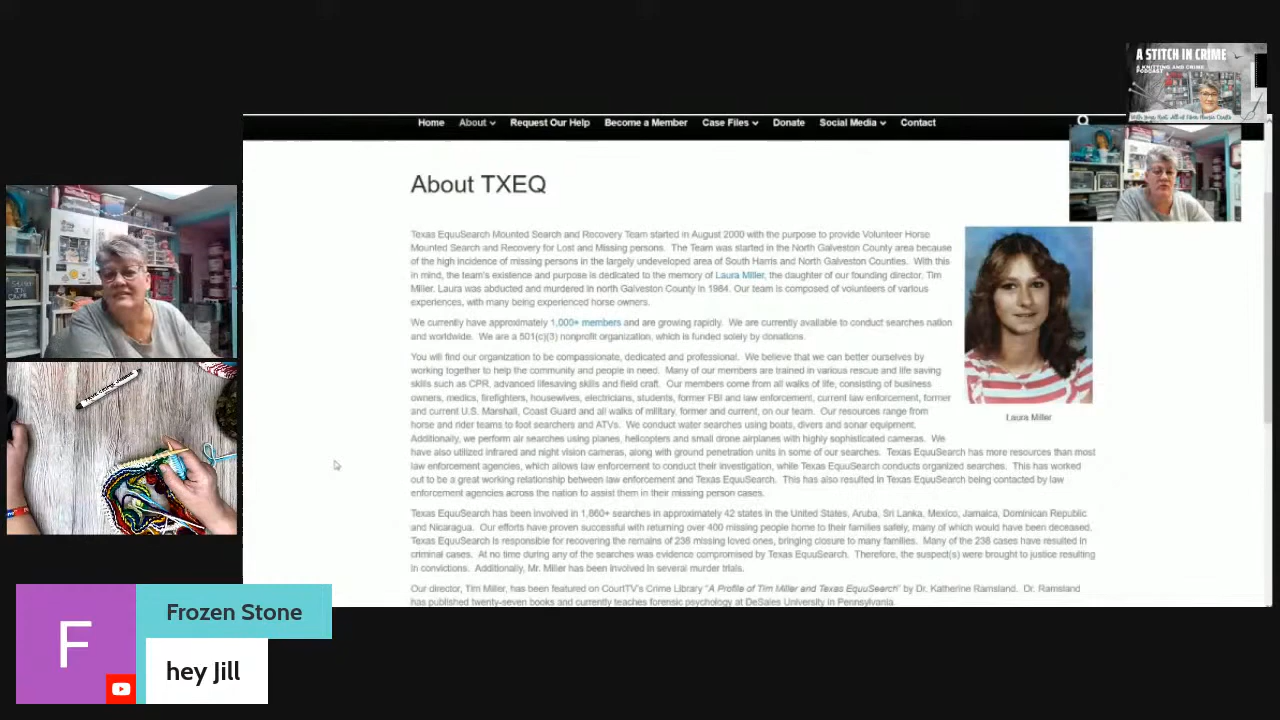 A STITCH IN CRIME
A KNITTING AND CRIME
PODCAST
Home About Request Our Help Become a Member Case Files Donate Social Media Contact
About TXEQ
Texas EquuSearch Mounted Search and Recovery Team started in August 2000 with the purpose to provide Volunteer Horse
Mounted Search and Recovery for Lost and Missing persons. The Team was started in the North Galveston County area because
of the high incidence of missing persons in the largely undeveloped area of South Harris and North Galveston Counties. With this
in mind, the team's existence and purpose is dedicated to the memory of Laura Miller, the daughter of our founding director, Tim
Miller. Laura was abducted and murdered in north Galveston County in 1984. Our team is composed of volunteers of various
experiences, with many being experienced horse owners.
We currently have approximately 1,000+ members and are growing rapidly. We are currently available to conduct searches nation
and worldwide. We are a 501(c)(3) nonprofit organization, which is funded solely by donations.
You will find our organization to be compassionate, dedicated and professional. We believe that we can better ourselves by
working together to help the community and people in need. Many of our members are trained in various rescue and life saving
skills such as CPR, advanced lifesaving skills and field craft. Our members come from all walks of life, consisting of business
owners, medics, firefighters, housewives, electricians, students, former FBI and law enforcement, current law enforcement, former
and current U.S. Marshall, Coast Guard and all walks of military, former and current, on our team. Our resources range from
horse and rider teams to foot searchers and ATVs. We conduct water searches using boats, divers and sonar equipment.
Additionally, we perform air searches using planes, helicopters and small drone airplanes with highly sophisticated cameras. We
have also utilized infrared and night vision cameras, along with ground penetration units in some of our searches. Texas EquuSearch has more resources than most
law enforcement agencies, which allows law enforcement to conduct their investigation, while Texas EquuSearch conducts organized searches. This has worked
out to be a great working relationship between law enforcement and Texas EquuSearch. This has also resulted in Texas EquuSearch being contacted by law
enforcement agencies across the nation to assist them in their missing person cases.
Laura Miller
Texas EquuSearch has been involved in 1,860+ searches in approximately 42 states in the United States, Aruba, Sri Lanka, Mexico, Jamaica, Dominican Republic
and Nicaragua. Our efforts have proven successful with returning over 400 missing people home to their families safely, many of which would have been deceased.
Texas EquuSearch is responsible for recovering the remains of 238 missing loved ones, bringing closure to many families. Many of the 238 cases have resulted in
criminal cases. At no time during any of the searches was evidence compromised by Texas EquuSearch. Therefore, the suspect(s) were brought to justice resulting
in convictions. Additionally, Mr. Miller has been involved in several murder trials.
Our director, Tim Miller, has been featured on CourtTV's Crime Library "A Profile of Tim Miller and Texas EquuSearch" by Dr. Katherine Ramsland. Dr. Ramsland
has published twenty-seven books and currently teaches forensic psychology at DeSales University in Pennsylvania.
F
Frozen Stone
hey Jill